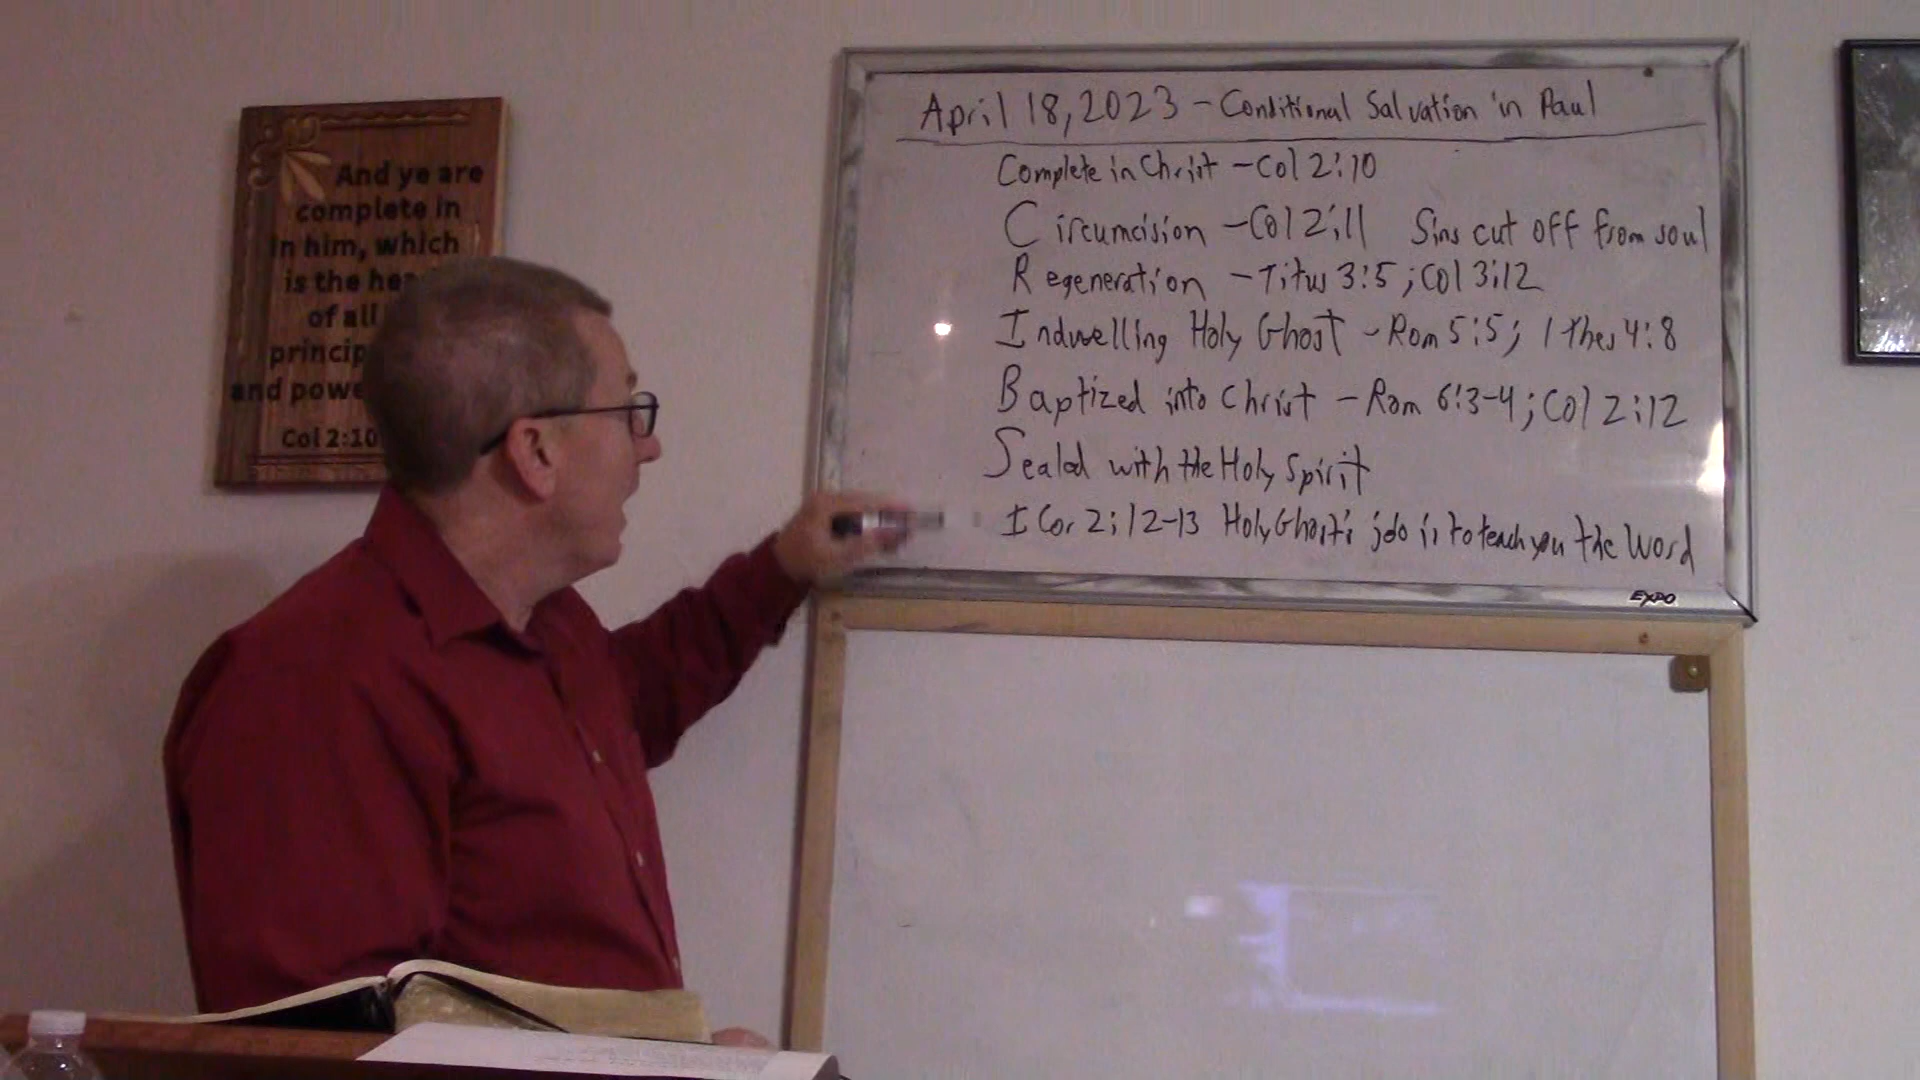 And ye are
complete in
in him, which
is the
of all
and
Col 2:10
April 18, 2023 - Conditional Salvation in Paul
Complete in Christ - Col 2:10
Circumcision - Col 2:11 Sins cut off from soul
Regeneration - Titus 3:5; Col 3:12
Indwelling Holy Ghost - Rom 5:5; 1 Thes 4:8
Baptized into Christ - Rom 6:3-4; Col 2:12
Sealed with the Holy Spirit
I Cor 2:12-13 Holy Ghost's job is to teach you the Word
EXPO